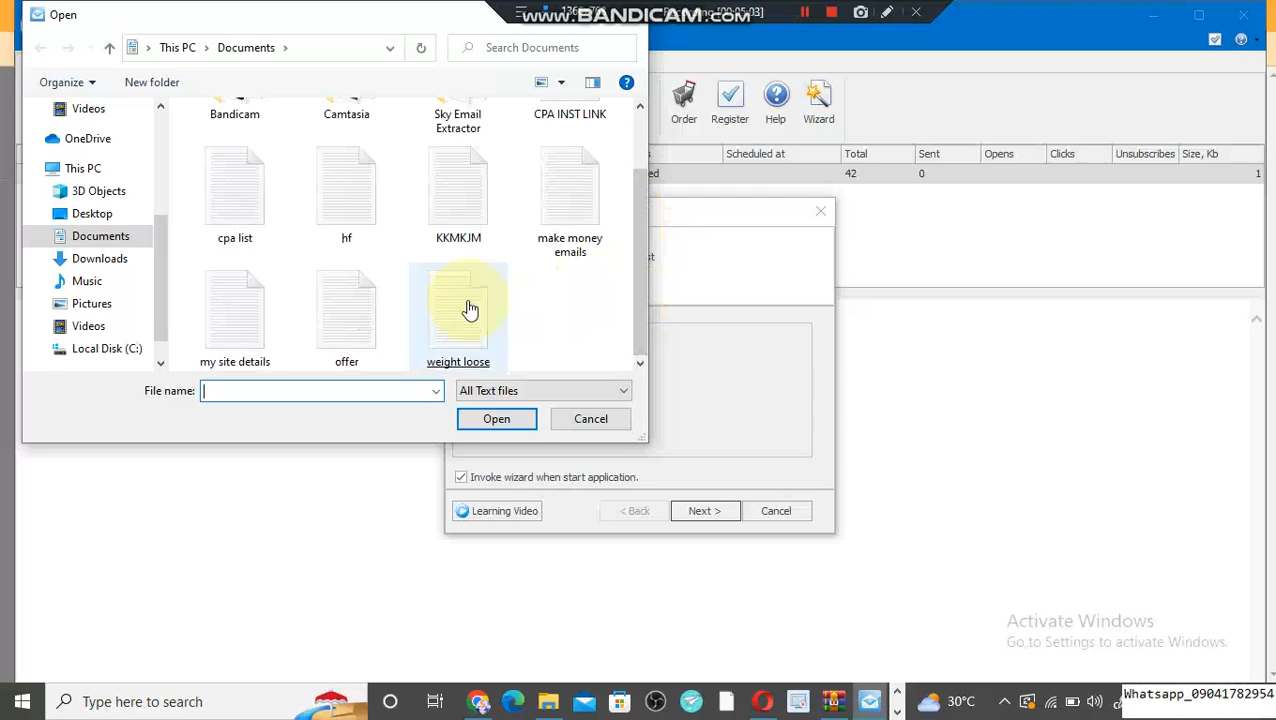 Open
www.BANDICAM.com
This PC > Documents >
Search Documents
Organize
New folder
Order
Register
Help
Wizard
Videos
OneDrive
This PC
3D Objects
Desktop
Documents
Downloads
Music
Pictures
Videos
Local Disk (C:)
Bandicam
Camtasia
Sky Email Extractor
CPA INST LINK
cpa list
hf
KKMKJM
make money emails
my site details
offer
weight loose
File name:
All Text files
Open
Cancel
Scheduled at
Total
Sent
Opens
Clicks
Unsubscribes
Size, Kb
42
0
1
Invoke wizard when start application.
Learning Video
< Back
Next >
Cancel
Activate Windows
Go to Settings to activate Windows.
Type here to search
30°C
Whatsapp_09041782954